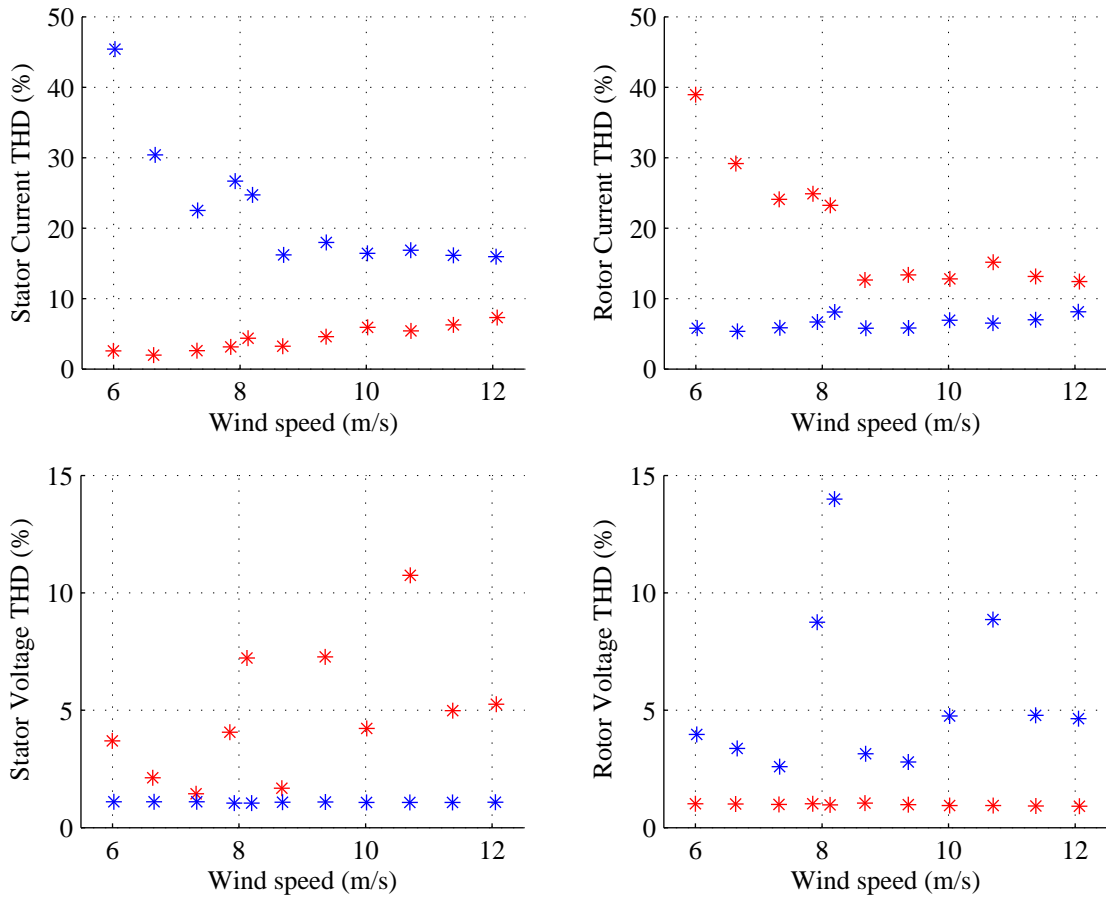 50
40
30
20
10
0
Stator Current THD (%)
6 8 10 12
Wind speed (m/s)
50
40
30
20
10
0
Rotor Current THD (%)
6 8 10 12
Wind speed (m/s)
15
10
5
0
Stator Voltage THD (%)
6 8 10 12
Wind speed (m/s)
15
10
5
0
Rotor Voltage THD (%)
6 8 10 12
Wind speed (m/s)